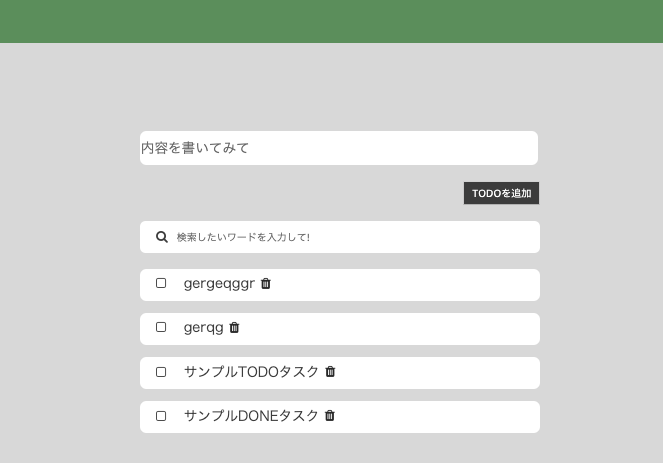 内容を書いてみて
TODOを追加
検索したいワードを入力して!
gergeqggr
gerqg
サンプルTODOタスク
サンプルDONEタスク